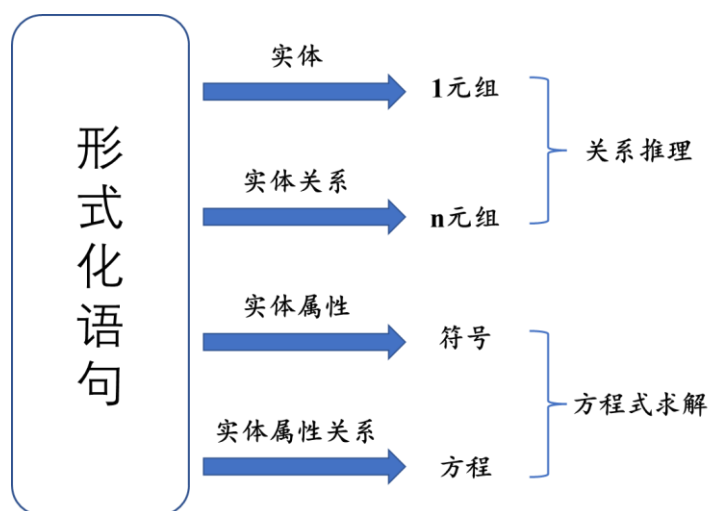 形式化语句
实体
1元组
实体关系
n元组
关系推理
实体属性
符号
实体属性关系
方程
方程式求解